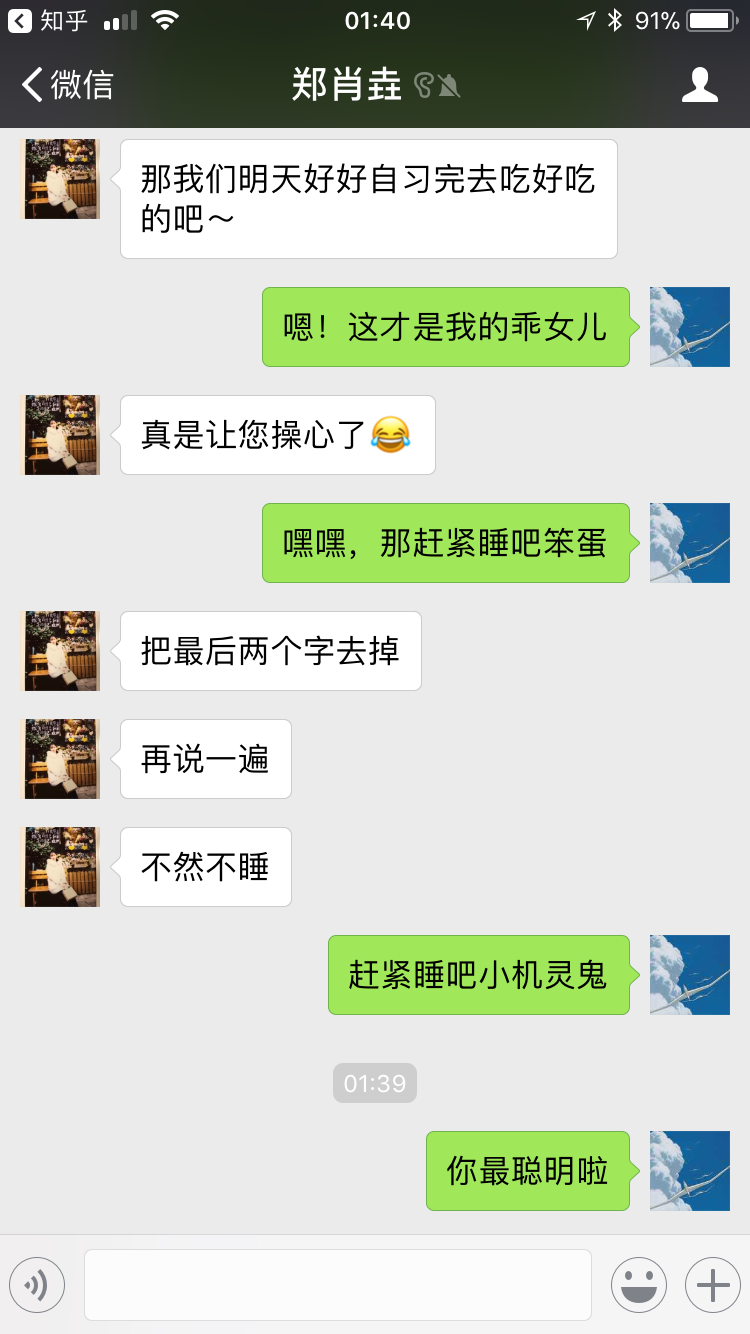 知乎 01:40 91%
微信 郑肖垚
那我们明天好好自习完去吃好吃
的吧～
嗯！这才是我的乖女儿
真是让您操心了😂
嘿嘿，那赶紧睡吧笨蛋
把最后两个字去掉
再说一遍
不然不睡
赶紧睡吧小机灵鬼
01:39
你最聪明啦